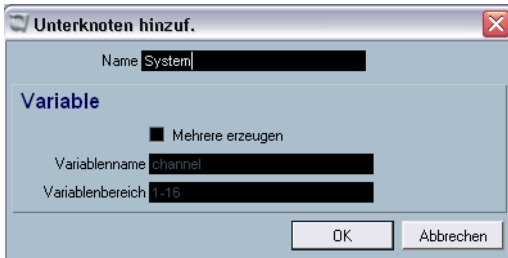 Unterknoten hinzuf.
Name System
Variable
Mehrere erzeugen
Variablenname channel
Variablenbereich 1-16
OK Abbrechen